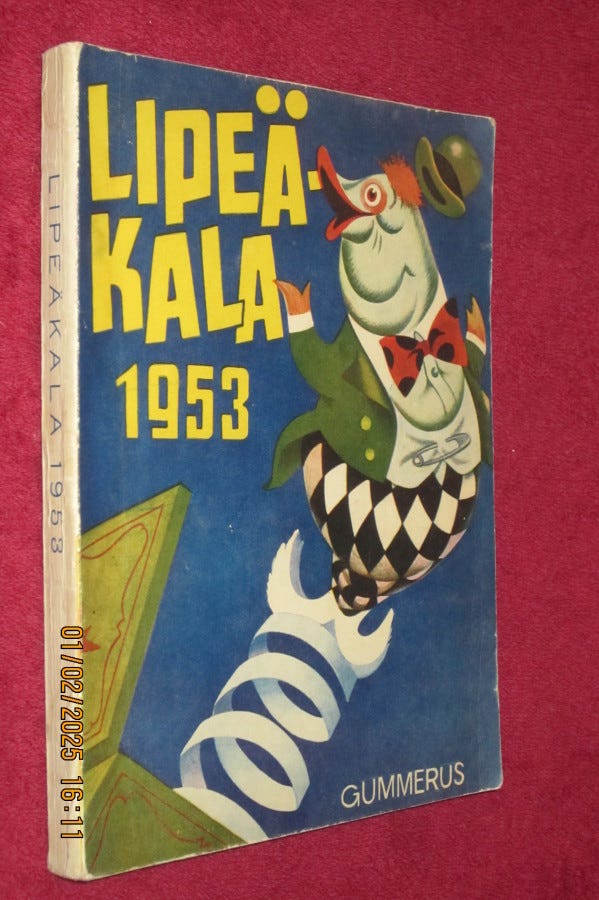 LIPEÄ-
KALA
1953
GUMMERUS
LIPEÄKALA 1953
01/02/2025 16:11